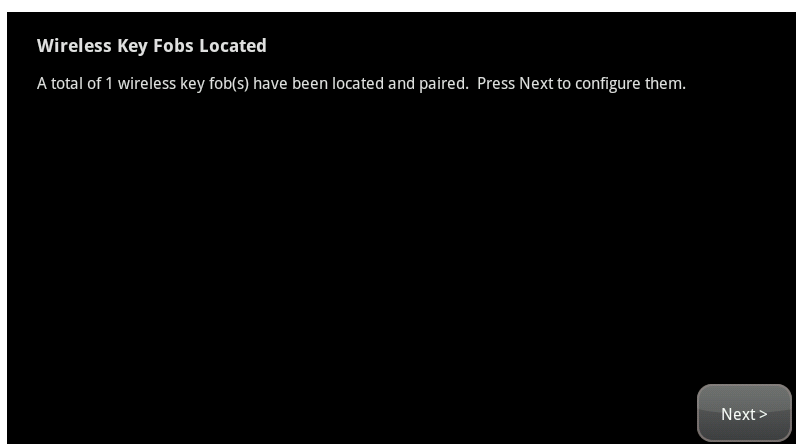 Wireless Key Fobs Located
A total of 1 wireless key fob(s) have been located and paired.  Press Next to configure them.
Next >